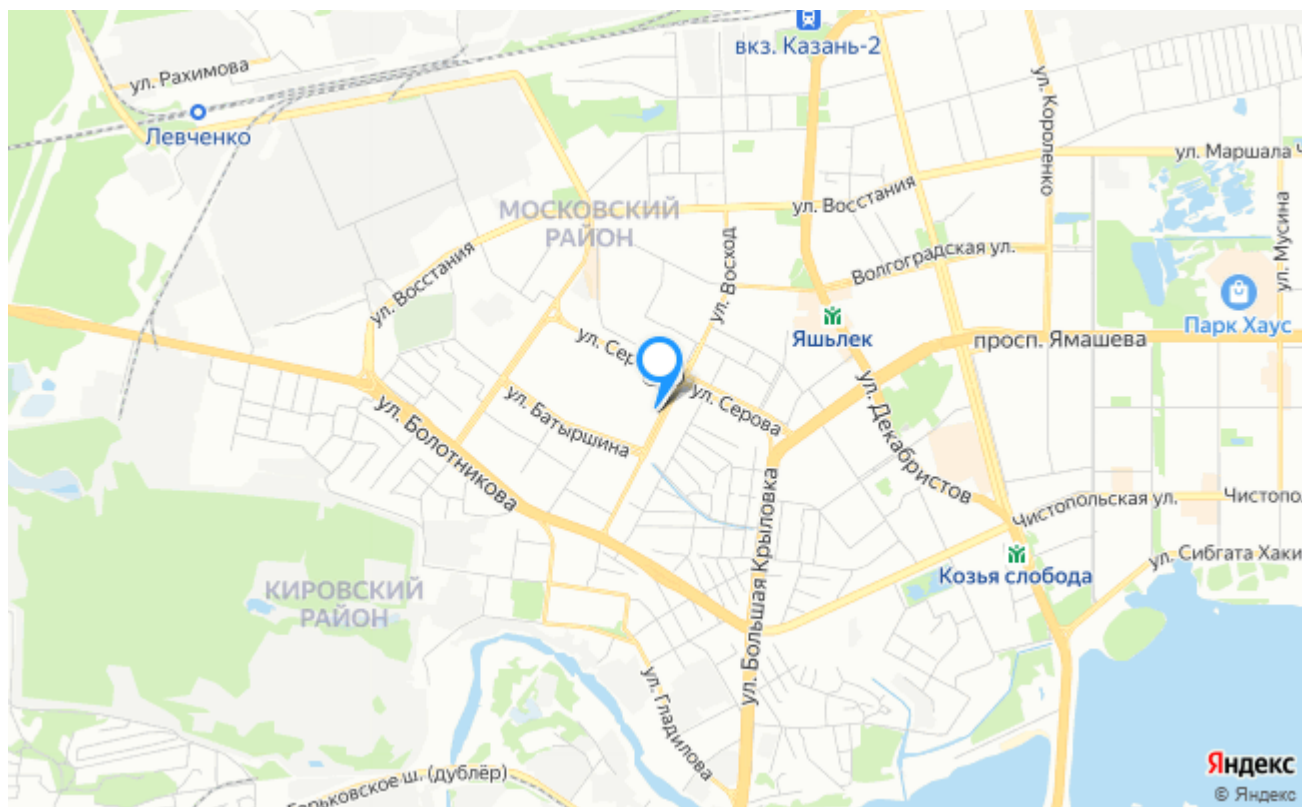 вкз. Казань-2
ул. Рахимова
Левченко
ул. Короленко
ул. Маршала Ч
МОСКОВСКИЙ
РАЙОН
ул. Восстания
ул. Восстания
ул. Восход
Волгоградская ул.
ул. Мусина
Парк Хаус
Яшьлек
просп. Ямашева
ул. Сер
ул. Серова
ул. Батыршина
ул. Болотникова
ул. Декабристов
ул. Большая Крыловка
Чистопольская ул.
Чистопо
ул. Сибгата Хаки
Козья слобода
КИРОВСКИЙ
РАЙОН
ул. Гладилова
орьковское ш. (дублёр)
Яндекс
© Яндекс